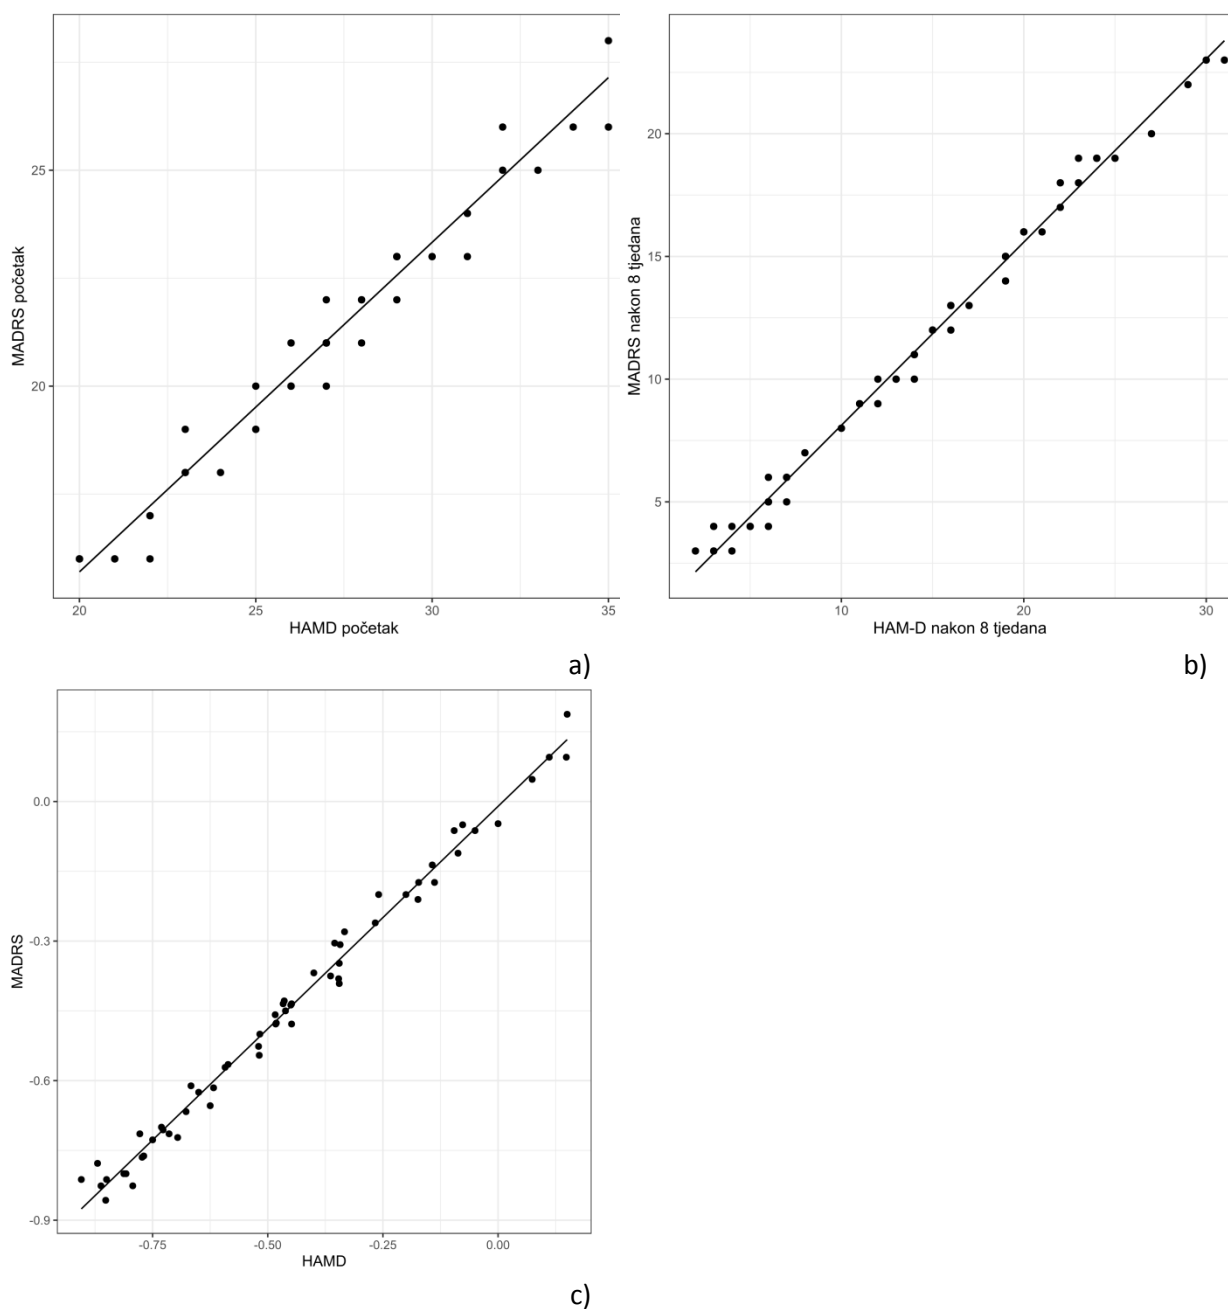 MADRS početak
25
20
20
25
30
35
HAMD početak
a)
MADRS nakon 8 tjedana
20
15
10
5
10
20
30
HAM-D nakon 8 tjedana
b)
MADRS
0.0
-0.3
-0.6
-0.9
-0.75
-0.50
-0.25
0.00
HAMD
c)